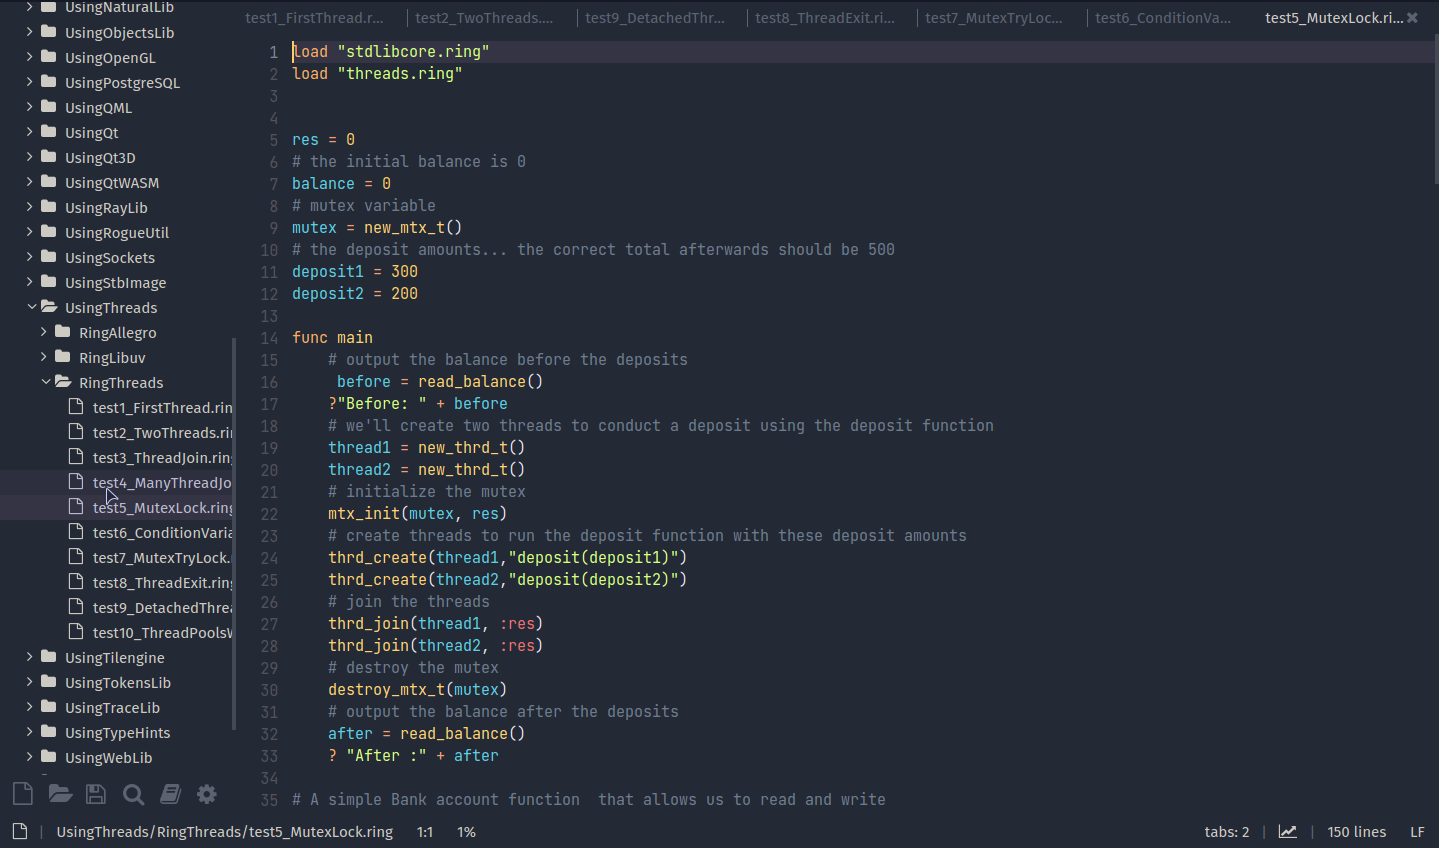 UsingNaturalLib
UsingObjectsLib
UsingOpenGL
UsingPostgreSQL
UsingQML
UsingQt
UsingQt3D
UsingQtWASM
UsingRayLib
UsingRogueUtil
UsingSockets
UsingStbImage
UsingThreads
RingAllegro
RingLibuv
RingThreads
test1_FirstThread.rin
test2_TwoThreads.ri
test3_ThreadJoin.ring
test4_ManyThreadJo
test5_MutexLock.ring
test6_ConditionVaria
test7_MutexTryLock.
test8_ThreadExit.ring
test9_DetachedThrea
test10_ThreadPoolsW
UsingTilengine
UsingTokensLib
UsingTraceLib
UsingTypeHints
UsingWebLib
test1_FirstThread.r... test2_TwoThreads.... test9_DetachedThr... test8_ThreadExit.ri... test7_MutexTryLoc... test6_ConditionVa... test5_MutexLock.ri...
1 load "stdlibcore.ring"
2 load "threads.ring"
3
4
5 res = 0
6 # the initial balance is 0
7 balance = 0
8 # mutex variable
9 mutex = new_mtx_t()
10 # the deposit amounts... the correct total afterwards should be 500
11 deposit1 = 300
12 deposit2 = 200
13
14 func main
15 # output the balance before the deposits
16 before = read_balance()
17 ?"Before: " + before
18 # we'll create two threads to conduct a deposit using the deposit function
19 thread1 = new_thrd_t()
20 thread2 = new_thrd_t()
21 # initialize the mutex
22 mtx_init(mutex, res)
23 # create threads to run the deposit function with these deposit amounts
24 thrd_create(thread1,"deposit(deposit1)")
25 thrd_create(thread2,"deposit(deposit2)")
26 # join the threads
27 thrd_join(thread1, :res)
28 thrd_join(thread2, :res)
29 # destroy the mutex
30 destroy_mtx_t(mutex)
31 # output the balance after the deposits
32 after = read_balance()
33 ? "After :" + after
34
35 # A simple Bank account function  that allows us to read and write
UsingThreads/RingThreads/test5_MutexLock.ring 1:1 1% tabs: 2 150 lines LF